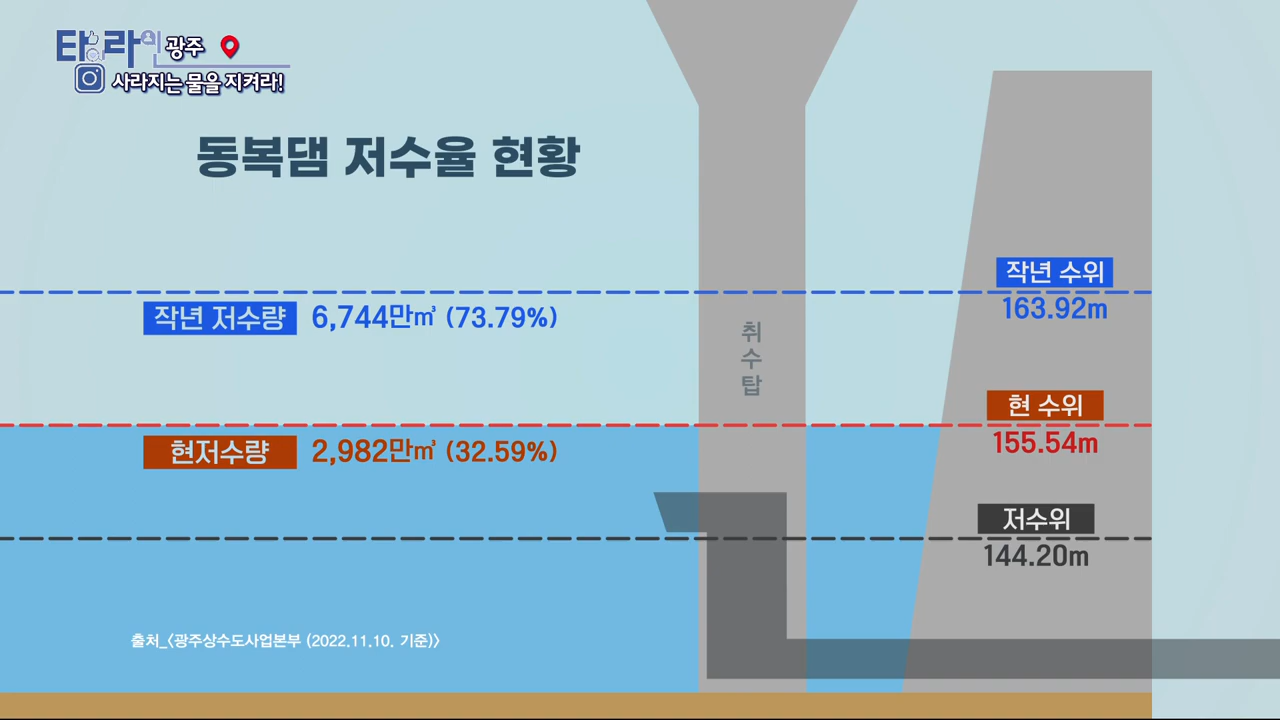 타라인 광주
사라지는 물을 지켜라!
동복댐 저수율 현황
작년 수위
163.92m
작년 저수량 6,744만㎥ (73.79%)
취수탑
현 수위
155.54m
현저수량 2,982만㎥ (32.59%)
저수위
144.20m
출처_<광주상수도사업본부 (2022.11.10. 기준)>